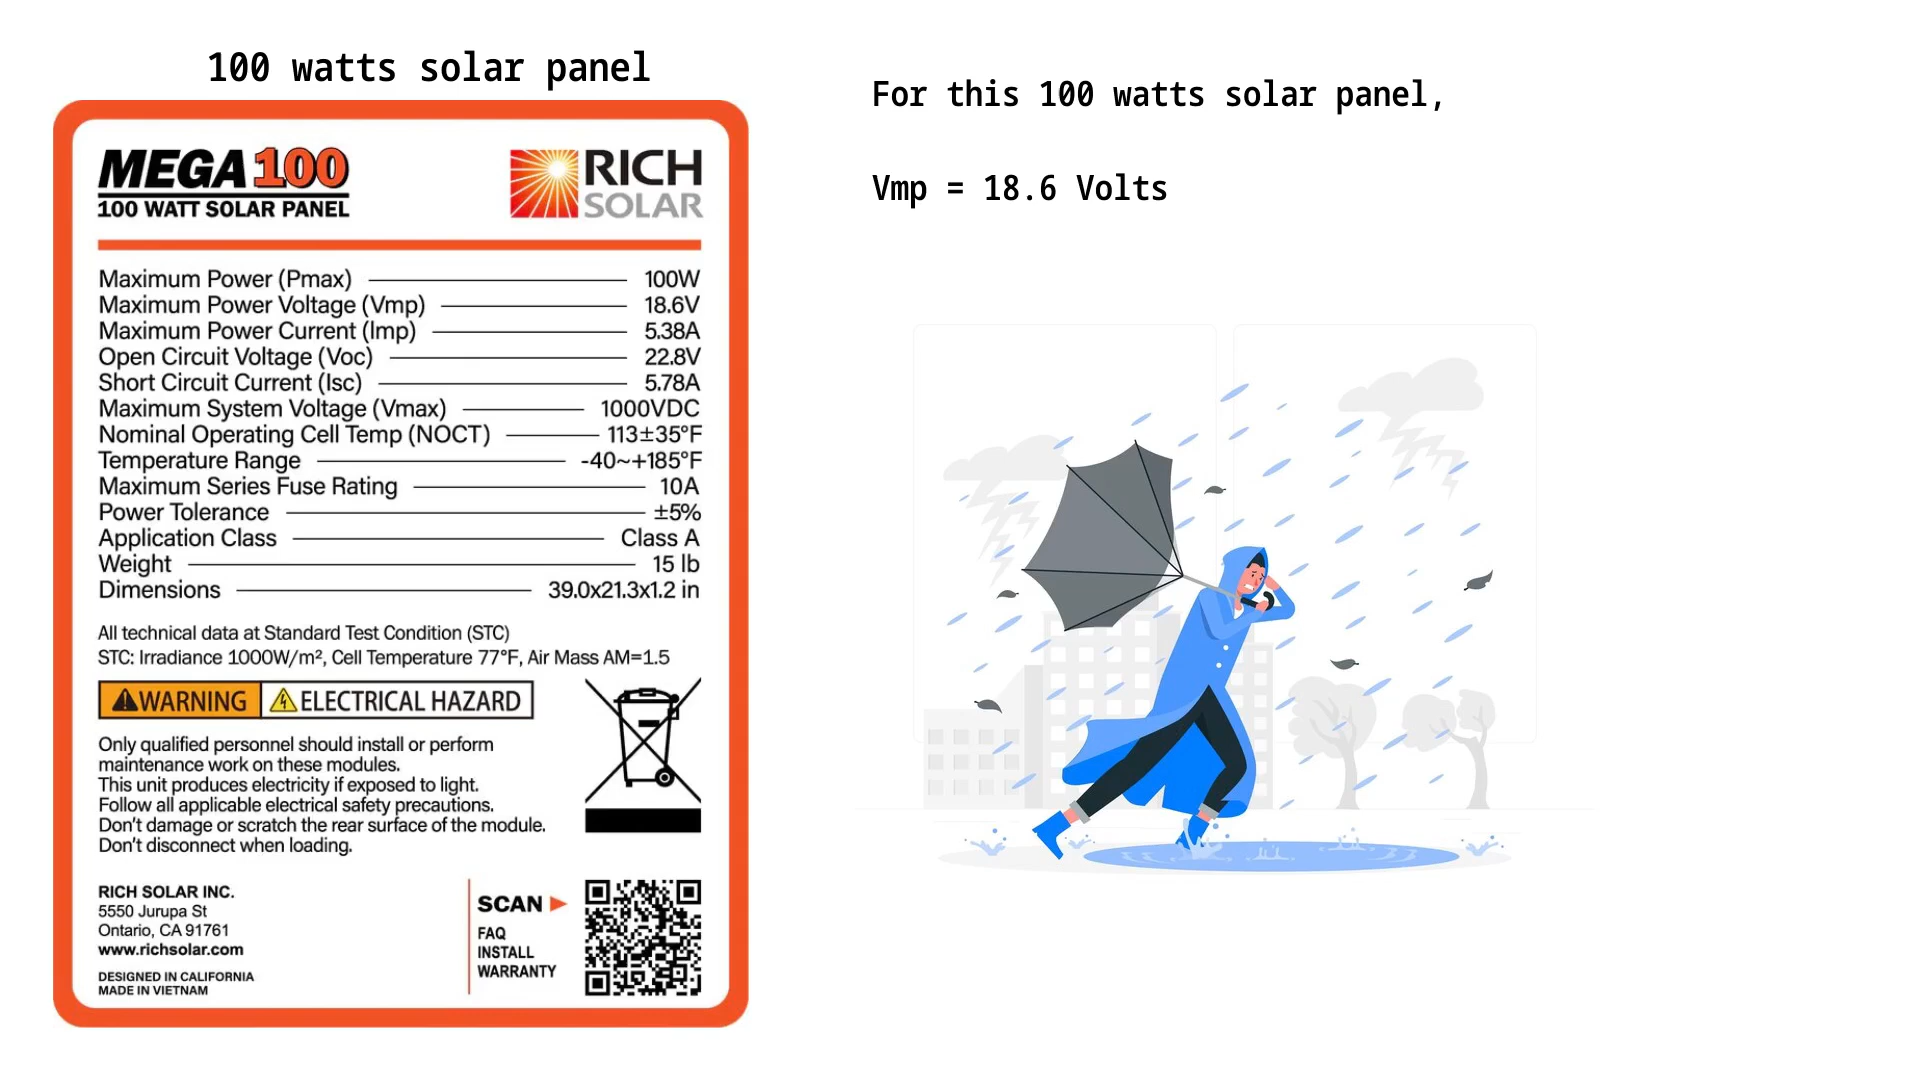 100 watts solar panel
MEGA 100
100 WATT SOLAR PANEL
RICH
SOLAR
Maximum Power (Pmax) 100W
Maximum Power Voltage (Vmp) 18.6V
Maximum Power Current (Imp) 5.38A
Open Circuit Voltage (Voc) 22.8V
Short Circuit Current (Isc) 5.78A
Maximum System Voltage (Vmax) 1000VDC
Nominal Operating Cell Temp (NOCT) 113±35°F
Temperature Range -40~+185°F
Maximum Series Fuse Rating 10A
Power Tolerance ±5%
Application Class Class A
Weight 15 lb
Dimensions 39.0x21.3x1.2 in
All technical data at Standard Test Condition (STC)
STC: Irradiance 1000W/m², Cell Temperature 77°F, Air Mass AM=1.5
WARNING ELECTRICAL HAZARD
Only qualified personnel should install or perform
maintenance work on these modules.
This unit produces electricity if exposed to light.
Follow all applicable electrical safety precautions.
Don't damage or scratch the rear surface of the module.
Don't disconnect when loading.
RICH SOLAR INC.
5550 Jurupa St
Ontario, CA 91761
www.richsolar.com
DESIGNED IN CALIFORNIA
MADE IN VIETNAM
SCAN
FAQ
INSTALL
WARRANTY
For this 100 watts solar panel,
Vmp = 18.6 Volts